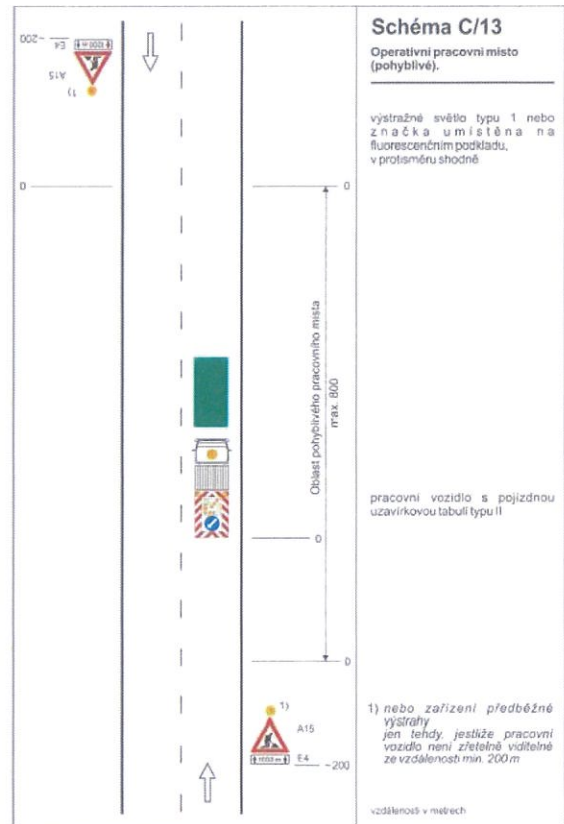 Schéma C/13
Operativní pracovní místo
(pohyblivé).
výstražné světlo typu 1 nebo
značka umístěna na
fluorescenčním podkladu,
v protisměru shodně
200~
E4
A15
1)
0
0
Oblast pohyblivého pracovního místa
max. 800
pracovní vozidlo s pojízdnou
uzavírkovou tabulí typu II
0
0
1)
A15
E4
~200
1) nebo zařízení předběžné
výstrahy
jen tehdy, jestliže pracovní
vozidlo není zřetelně viditelné
ze vzdálenosti min. 200 m
vzdálenosti v metrech